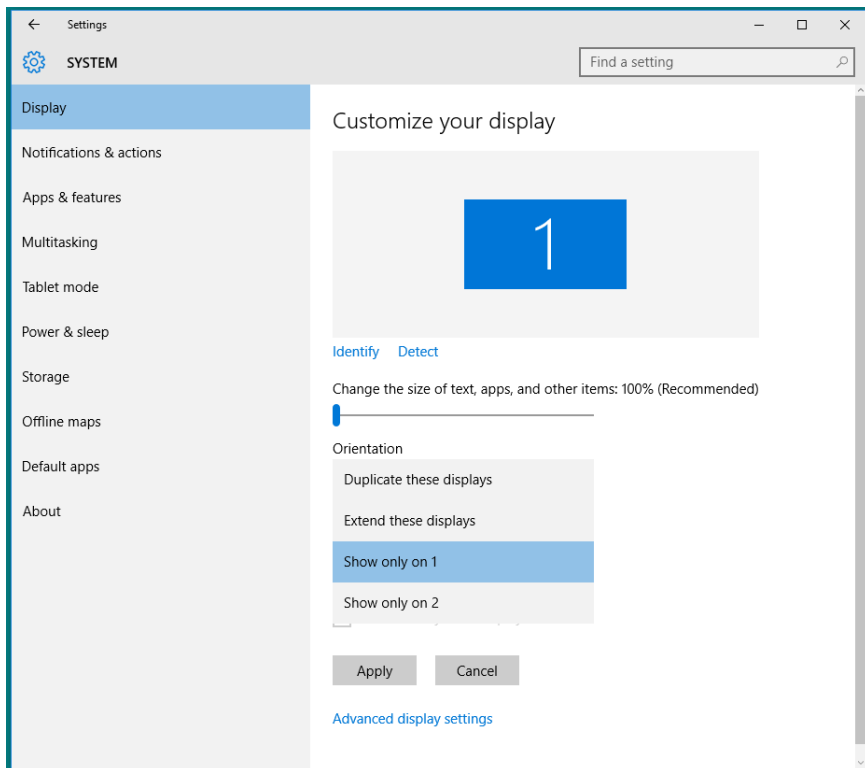 Settings
SYSTEM
Find a setting
Display
Notifications & actions
Apps & features
Multitasking
Tablet mode
Power & sleep
Storage
Offline maps
Default apps
About
Customize your display
1
Identify Detect
Change the size of text, apps, and other items: 100% (Recommended)
Orientation
Duplicate these displays
Extend these displays
Show only on 1
Show only on 2
Apply Cancel
Advanced display settings